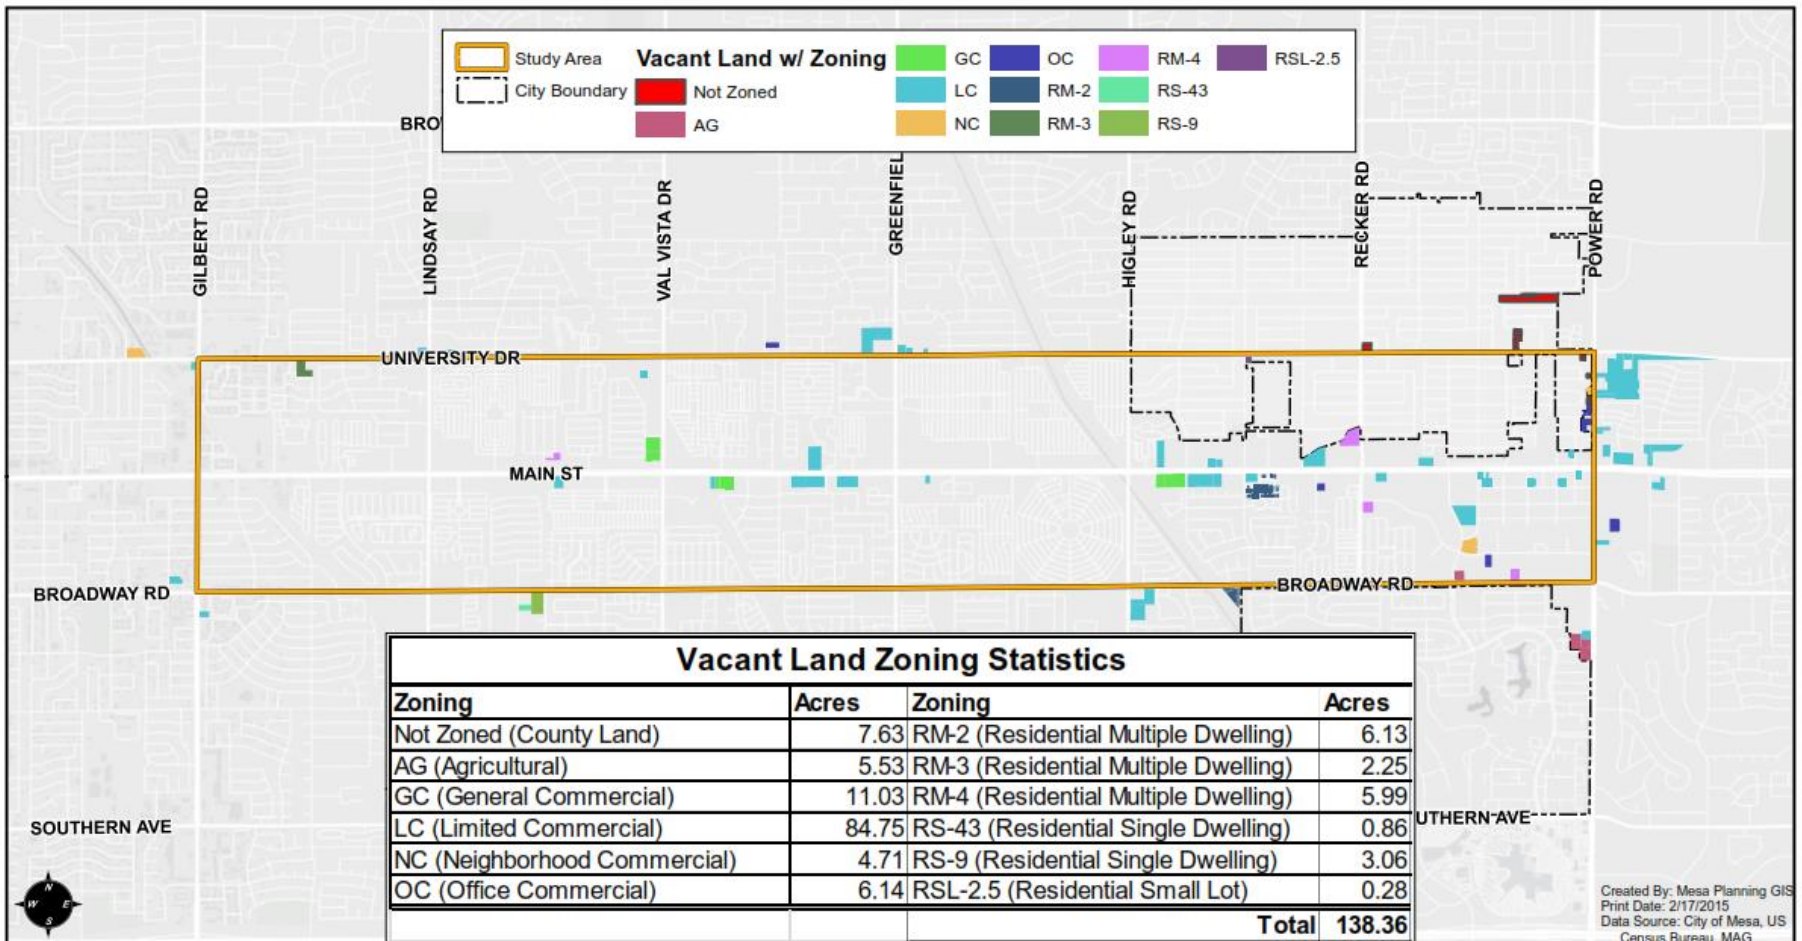 Study Area
City Boundary
Vacant Land w/ Zoning
Not Zoned
AG
GC
LC
NC
OC
RM-2
RM-3
RM-4
RS-43
RS-9
RSL-2.5
BRO
GILBERT RD
LINDSAY RD
VAL VISTA DR
GREENFIEL
HIGLEY RD
RECKER RD
POWER RD
UNIVERSITY DR
MAIN ST
BROADWAY RD
BROADWAY RD
SOUTHERN AVE
UTHERN AVE
Vacant Land Zoning Statistics
Zoning Acres Zoning Acres
Not Zoned (County Land) 7.63 RM-2 (Residential Multiple Dwelling) 6.13
AG (Agricultural) 5.53 RM-3 (Residential Multiple Dwelling) 2.25
GC (General Commercial) 11.03 RM-4 (Residential Multiple Dwelling) 5.99
LC (Limited Commercial) 84.75 RS-43 (Residential Single Dwelling) 0.86
NC (Neighborhood Commercial) 4.71 RS-9 (Residential Single Dwelling) 3.06
OC (Office Commercial) 6.14 RSL-2.5 (Residential Small Lot) 0.28
Total 138.36
N
W E
S
Created By: Mesa Planning GIS
Print Date: 2/17/2015
Data Source: City of Mesa, US
Census Bureau, MAG